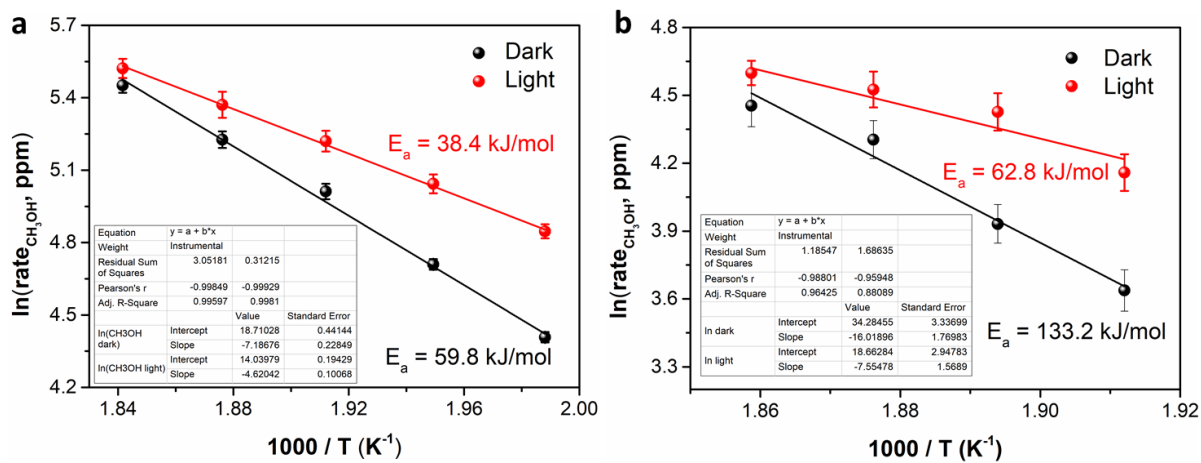 a
5.7
5.4
5.1
4.8
4.5
4.2
ln(rate CH3OH, ppm)
Dark
Light
Ea = 38.4 kJ/mol
Ea = 59.8 kJ/mol
Equation y = a + b*x
Weight Instrumental
Residual Sum of Squares 3.05181 0.31215
Pearson's r -0.99849 -0.99929
Adj. R-Square 0.99597 0.9981
Value Standard Error
ln(CH3OH dark) Intercept 18.71028 0.44144
Slope -7.18676 0.22849
ln(CH3OH light) Intercept 14.03979 0.19429
Slope -4.62042 0.10068
1.84 1.88 1.92 1.96 2.00
1000 / T (K-1)
b
4.8
4.5
4.2
3.9
3.6
3.3
ln(rate CH3OH, ppm)
Dark
Light
Ea = 62.8 kJ/mol
Ea = 133.2 kJ/mol
Equation y = a + b*x
Weight Instrumental
Residual Sum of Squares 1.18547 1.68635
Pearson's r -0.98801 -0.95948
Adj. R-Square 0.96425 0.88089
Value Standard Error
ln dark Intercept 34.28455 3.33699
Slope -16.01896 1.76983
ln light Intercept 18.66284 2.94783
Slope -7.55478 1.5689
1.86 1.88 1.90 1.92
1000 / T (K-1)